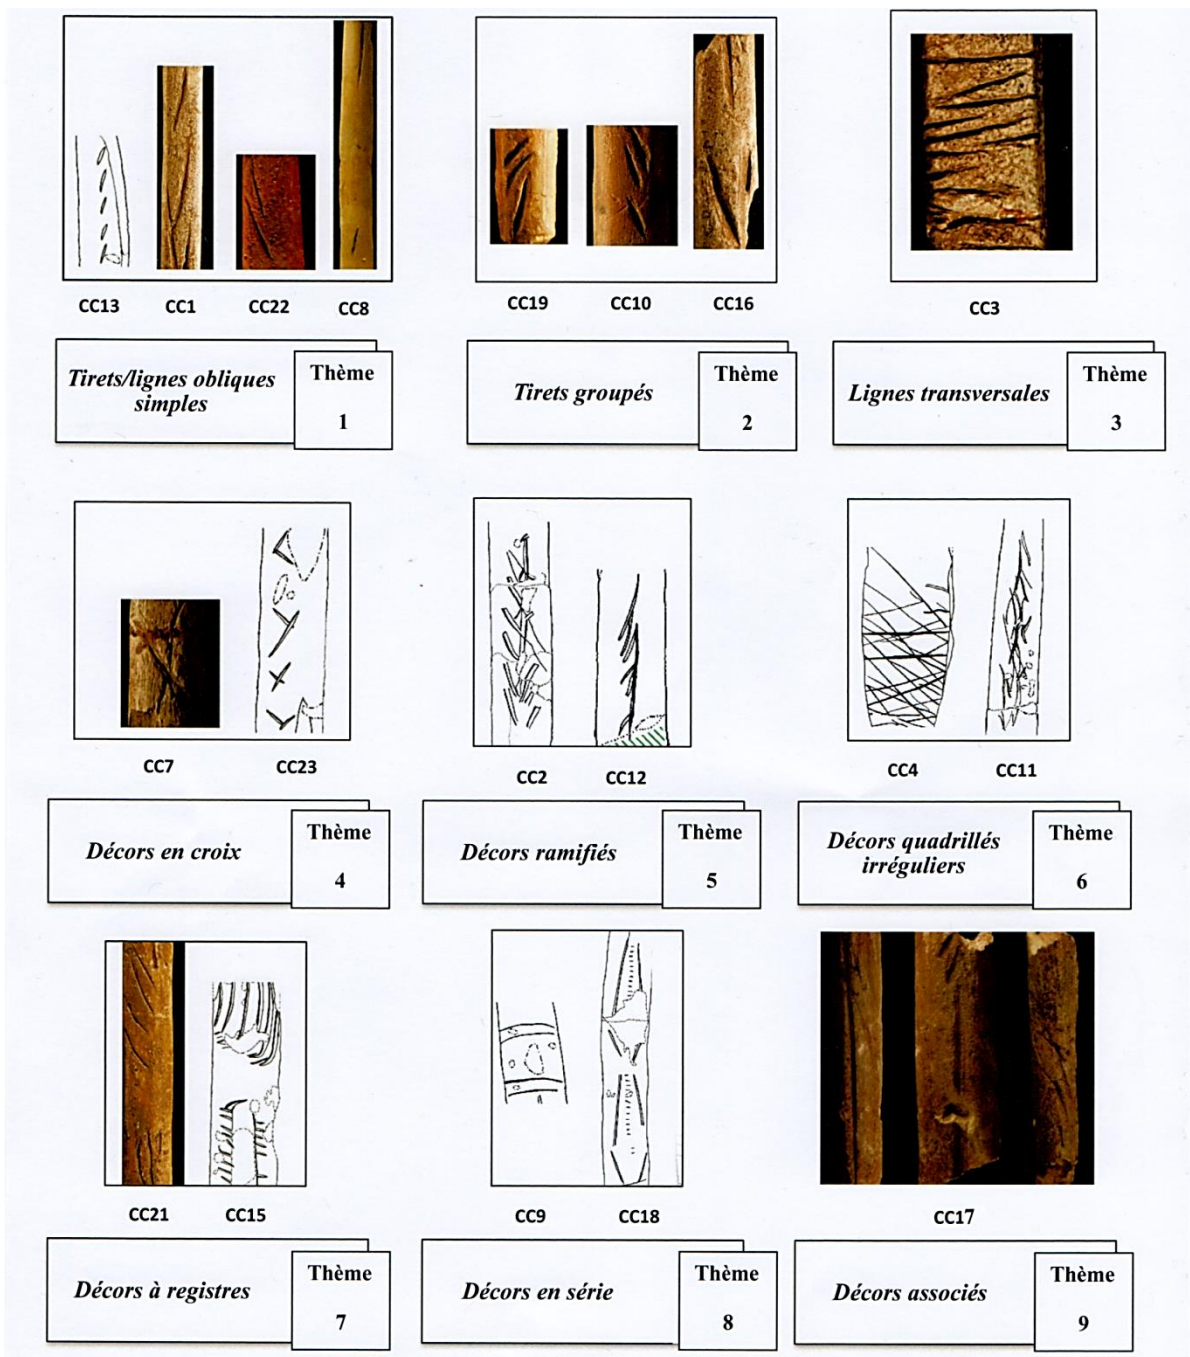 CC13 CC1 CC22 CC8
CC19 CC10 CC16
CC3
Tirets/lignes obliques
simples
Thème
1
Tirets groupés
Thème
2
Lignes transversales
Thème
3
CC7 CC23
CC2 CC12
CC4 CC11
Décors en croix
Thème
4
Décors ramifiés
Thème
5
Décors quadrillés
irréguliers
Thème
6
CC21 CC15
CC9 CC18
CC17
Décors à registres
Thème
7
Décors en série
Thème
8
Décors associés
Thème
9